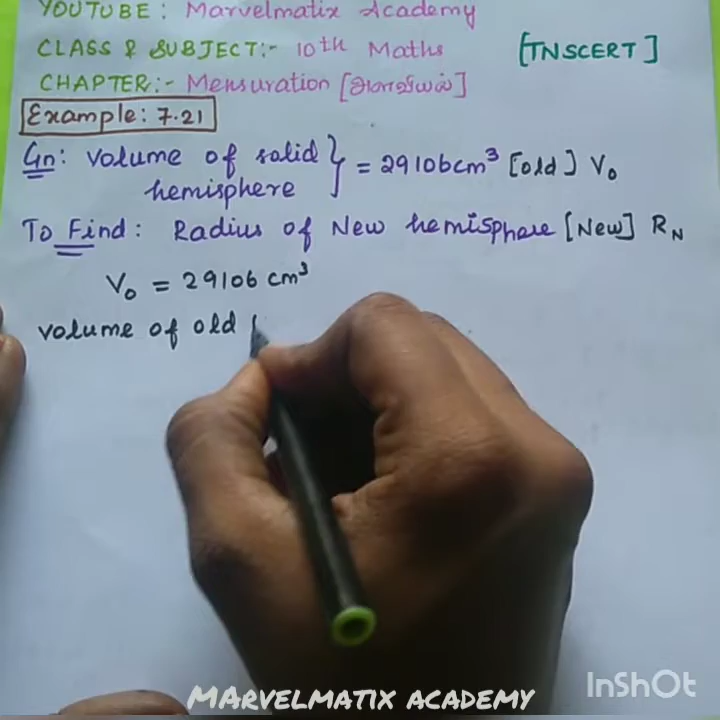 YOUTUBE: Marvelmatix Academy
CLASS & SUBJECT:- 10th Maths [TNSCERT]
CHAPTER:- Mensuration [அளவியல்]
Example: 7.21
Gn: Volume of solid hemisphere } = 29106cm³ [old] V₀
To Find: Radius of New hemisphere [New] R_N
V₀ = 29106 cm³
volume of old
MARVELMATIX ACADEMY
InShOt